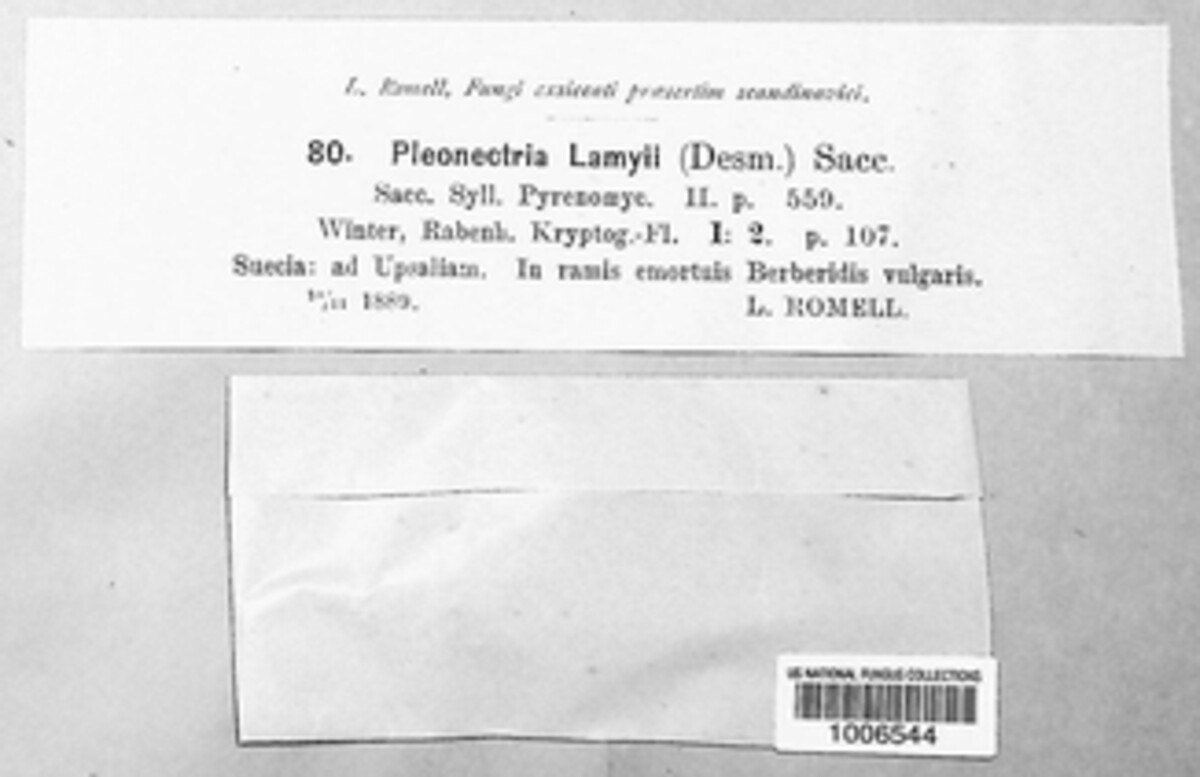 L. Romell, Fungi exsiccati præsertim scandinavici.
80. Pleonectria Lamyii (Desm.) Sacc.
Sacc. Syll. Pyrenomyc. II. p. 559.
Winter, Rabenh. Kryptog.-Fl. I: 2. p. 107.
Suecia: ad Upsaliam. In ramis emortuis Berberidis vulgaris.
1889.
L. ROMELL.
US NATIONAL FUNGUS COLLECTIONS
1006544